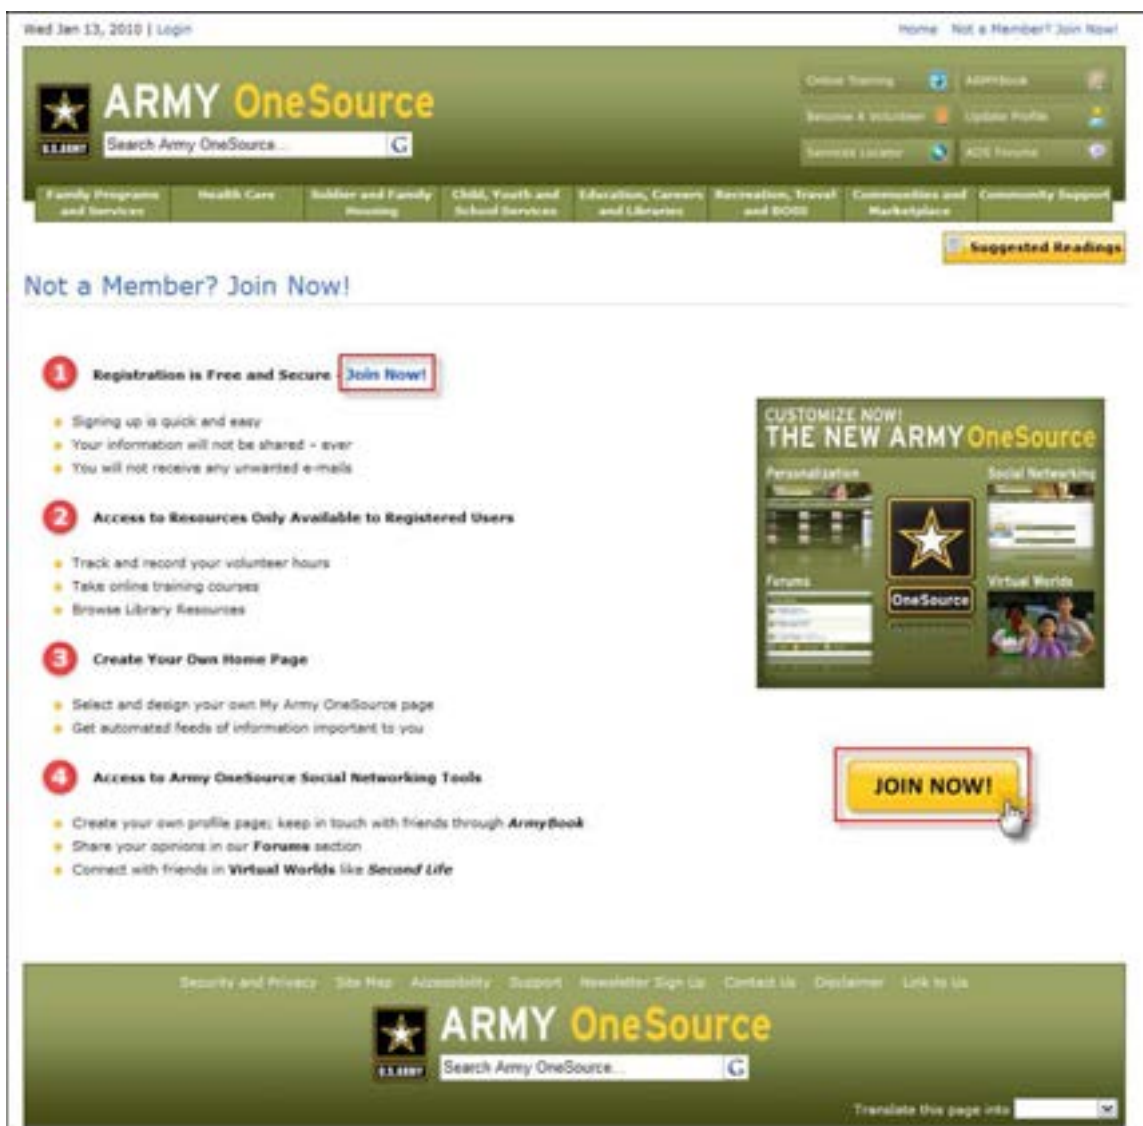 Wed Jan 13, 2010 | Login
Home Not a Member? Join Now!
ARMY OneSource
U.S.ARMY
Search Army OneSource...
G
Online Training
ARMYBook
Become A Volunteer
Update Profile
Services Locator
AOS Forums
Family Programs and Services
Health Care
Soldier and Family Housing
Child, Youth and School Services
Education, Careers and Libraries
Recreation, Travel and BOSS
Communities and Marketplace
Community Support
Suggested Readings
Not a Member? Join Now!
1 Registration is Free and Secure - Join Now!
Signing up is quick and easy
Your information will not be shared – ever
You will not receive any unwanted e-mails
2 Access to Resources Only Available to Registered Users
Track and record your volunteer hours
Take online training courses
Browse Library Resources
3 Create Your Own Home Page
Select and design your own My Army OneSource page
Get automated feeds of information important to you
4 Access to Army OneSource Social Networking Tools
Create your own profile page; keep in touch with friends through ArmyBook
Share your opinions in our Forums section
Connect with friends in Virtual Worlds like Second Life
CUSTOMIZE NOW!
THE NEW ARMY OneSource
Personalization
Social Networking
Forums
Virtual Worlds
OneSource
JOIN NOW!
Security and Privacy Site Map Accessibility Support Newsletter Sign Up Contact Us Disclaimer Link to Us
ARMY OneSource
U.S.ARMY
Search Army OneSource...
G
Translate this page into